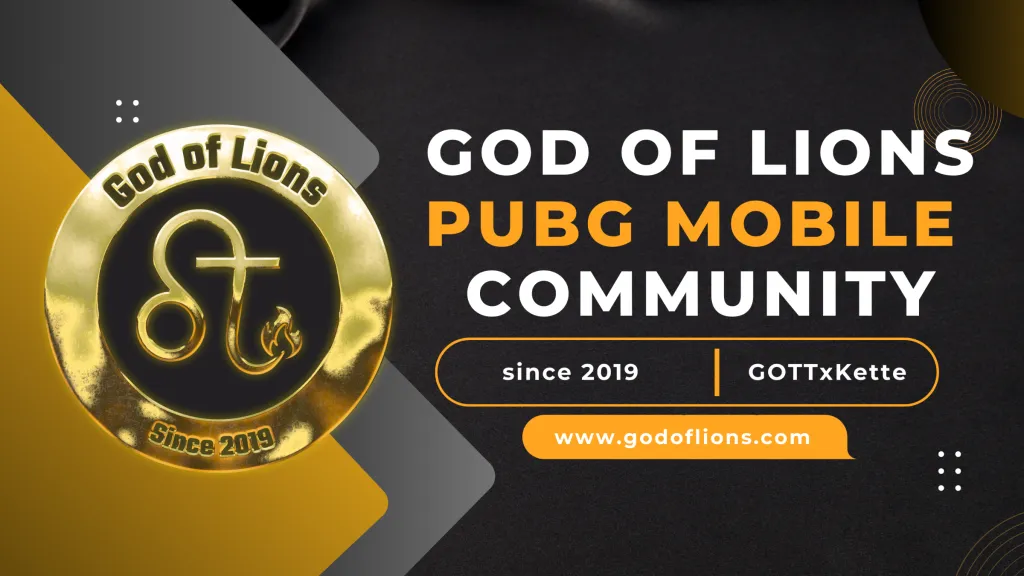 God of Lions
Since 2019
GOD OF LIONS
PUBG MOBILE
COMMUNITY
since 2019 | GOTTxKette
www.godoflions.com